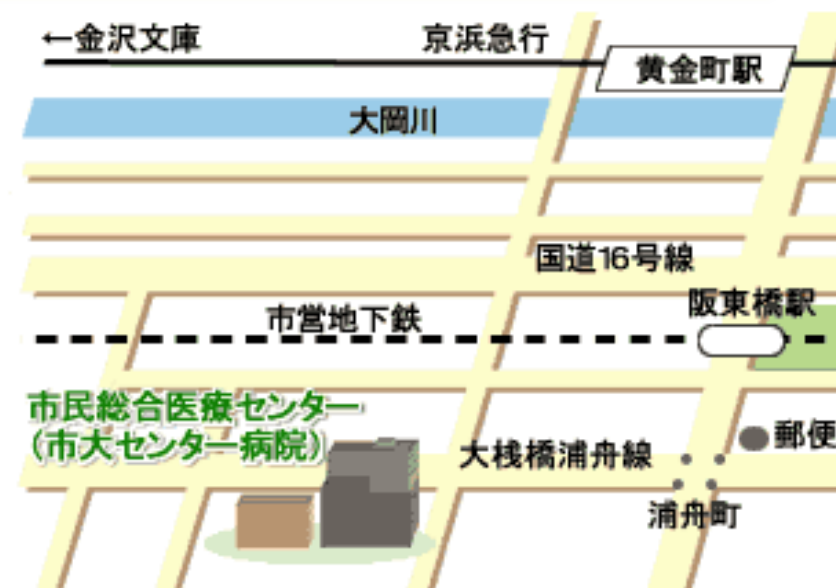 ←金沢文庫
京浜急行
黄金町駅
大岡川
国道16号線
阪東橋駅
市営地下鉄
市民総合医療センター
（市大センター病院）
大桟橋浦舟線
郵便
浦舟町